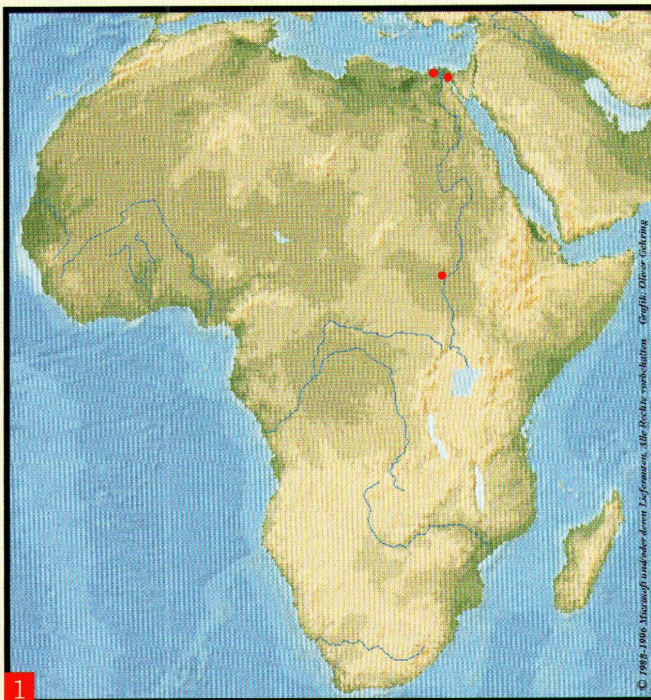 © 1988-1996 Microsoft und/oder deren Lieferanten. Alle Rechte vorbehalten. Grafik: Oliver Gehring
1